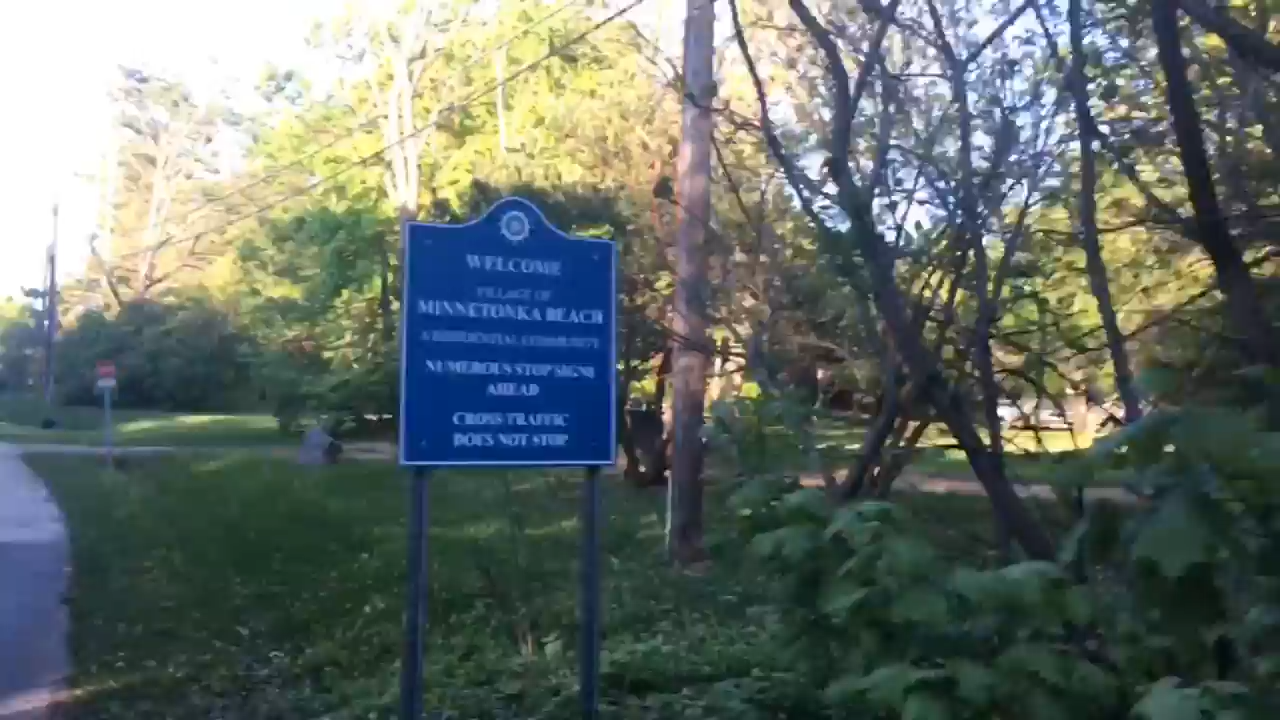 WELCOME
VILLAGE OF
MINNETONKA BEACH
A RESIDENTIAL COMMUNITY
NUMEROUS STOP SIGNS
AHEAD
CROSS TRAFFIC
DOES NOT STOP